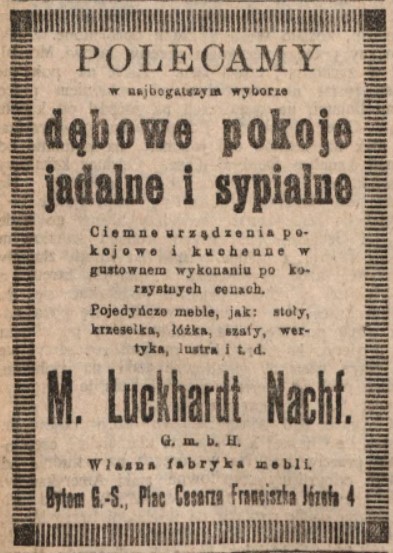 POLECAMY
w najbogatszym wyborze
dębowe pokoje
jadalne i sypialne
Ciemne urządzenia po-
kojowe i kuchenne w
gustownem wykonaniu po ko-
rzystnych cenach.
Pojedyńczo meble, jak: stoły,
krzesełka, łóżka, szafy, wer-
tyka, lustra i t. d.
M. Luckhardt Nachf.
G. m. b. H.
Własna fabryka mebli.
Bytom G.-S., Plac Cesarza Franciszka Józefa 4